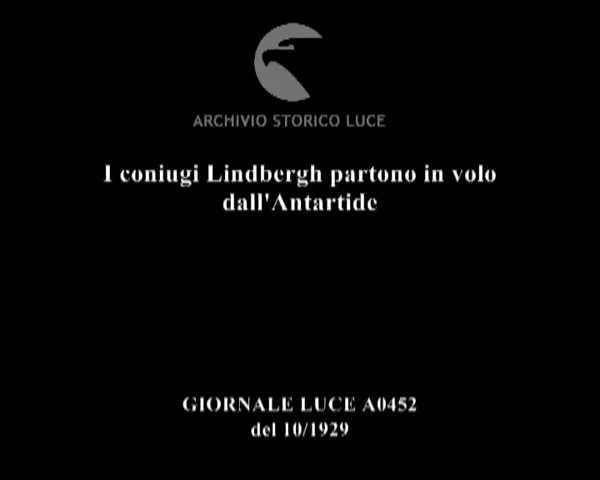 ARCHIVIO STORICO LUCE
I coniugi Lindbergh partono in volo
dall'Antartide
GIORNALE LUCE A0452
del 10/1929